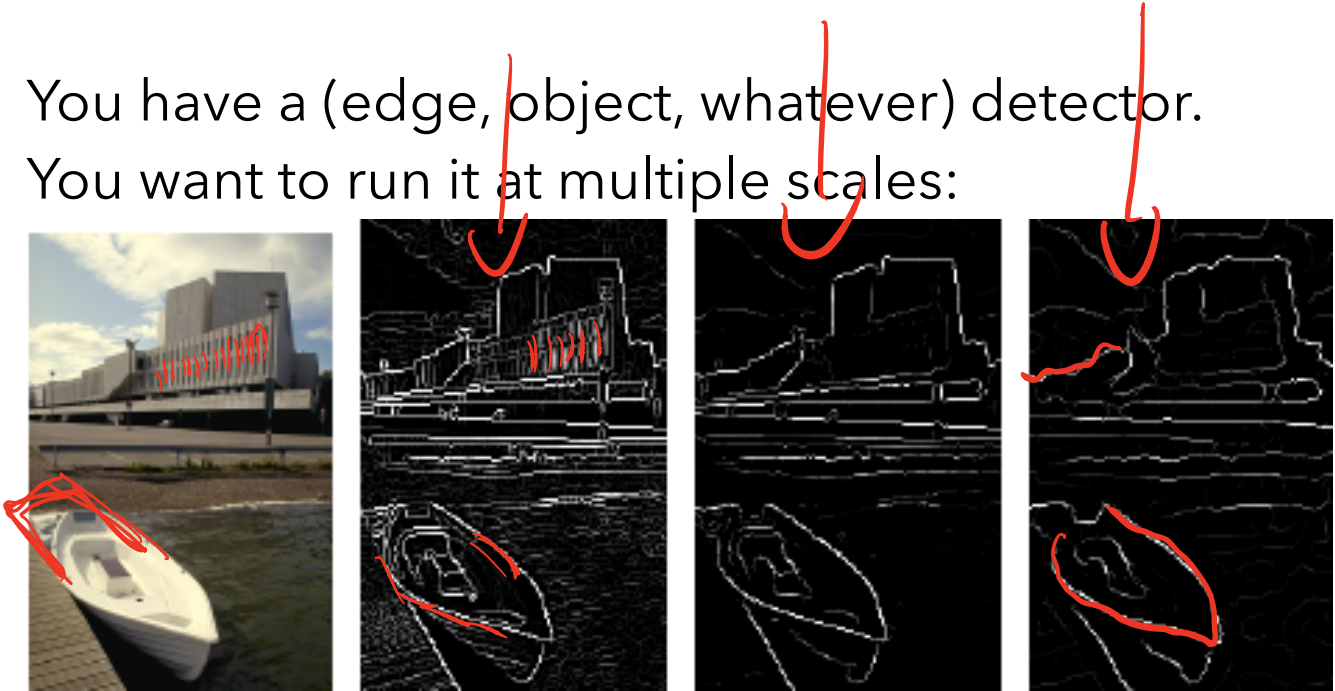 You have a (edge, object, whatever) detector.
You want to run it at multiple scales: